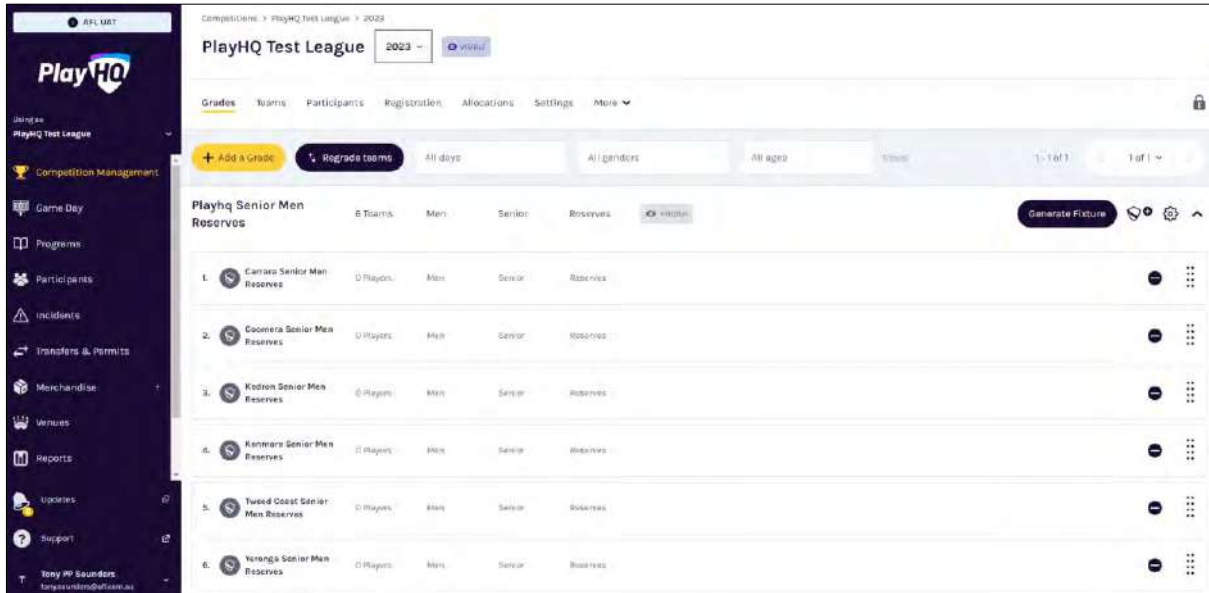 AFL UAT
PlayHQ
Using as
PlayHQ Test League
Competition Management
Game Day
Programs
Participants
Incidents
Transfers & Permits
Merchandise +
Venues
Reports
Updates
Support
Tony PP Saunders
Competitions > PlayHQ Test League > 2023
PlayHQ Test League 2023
Grades Teams Participants Registration Allocations Settings More
+ Add a Grade Regrade teams All days All genders All ages 1-1 of 1 1 of 1
Playhq Senior Men
Reserves
6 Teams Men Senior Reserves Generate Fixture
1. Carrara Senior Men
Reserves
0 Players Men Senior Reserves
2. Coomera Senior Men
Reserves
0 Players Men Senior Reserves
3. Kedron Senior Men
Reserves
0 Players Men Senior Reserves
4. Kenmore Senior Men
Reserves
0 Players Men Senior Reserves
5. Tweed Coast Senior
Men Reserves
0 Players Men Senior Reserves
6. Yeronga Senior Men
Reserves
0 Players Men Senior Reserves